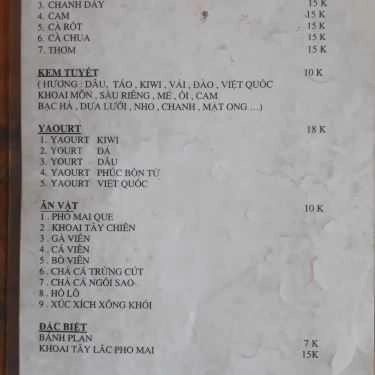 3. CHANH DÂY 15 K
4. CAM 15 K
5. CÀ RỐT 15 K
6. CÀ CHUA 15 K
7. THƠM 15 K
KEM TUYẾT 10 K
( HƯƠNG : DÂU, TÁO , KIWI , VẢI , ĐÀO , VIỆT QUỐC
KHOAI MÔN , SẦU RIÊNG , ME , ỔI , CAM
BẠC HÀ , DƯA LƯỚI , NHO , CHANH , MẬT ONG ....)
YAOURT 18 K
1. YAOURT KIWI
2. YOURT ĐÁ
3. YOURT DÂU
4. YAOURT PHÚC BỒN TỬ
5. YAOURT VIỆT QUỐC
ĂN VẶT 10 K
1 . PHÔ MAI QUE
2 . KHOAI TÂY CHIÊN
3 . GÀ VIÊN
4 . CÁ VIÊN
5 . BÒ VIÊN
6 . CHẢ CÁ TRỨNG CÚT
7 . CHẢ CÁ NGÔI SAO
8 . HỒ LÔ
9 . XÚC XÍCH XÔNG KHÓI
ĐẶC BIỆT
BÁNH PLAN 7 K
KHOAI TÂY LẮC PHO MAI 15K